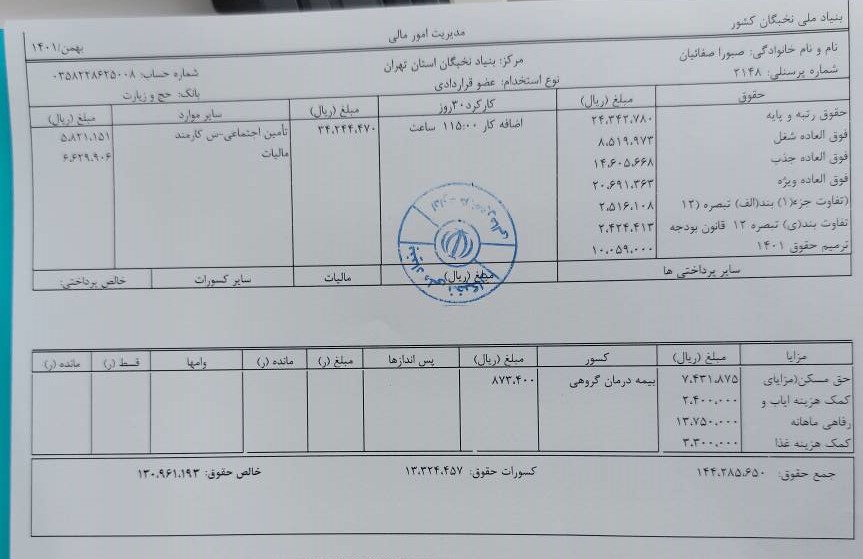 بنیاد ملی نخبگان کشور
مدیریت امور مالی
بهمن/۱۴۰۱
نام و نام خانوادگی: صبورا صفائیان
مرکز: بنیاد نخبگان استان تهران
شماره حساب: ۰۳۵۸۲۲۸۶۲۵۰۰۸
شماره پرسنلی: ۲۱۴۸
نوع استخدام: عضو قراردادی
بانک: حج و زیارت
حقوق مبلغ (ریال) کارکرد ۳۰روز مبلغ (ریال) سایر موارد مبلغ (ریال)
حقوق رتبه و پایه ۲۴،۳۴۲،۷۸۰ اضافه کار ۱۱۵:۰۰ ساعت ۳۴،۲۴۴،۴۷۰ تأمین اجتماعی-س کارمند ۵،۸۲۱،۱۵۱
فوق العاده شغل ۸،۵۱۹،۹۷۳ مالیات ۶،۶۲۹،۹۰۶
فوق العاده جذب ۱۴،۶۰۵،۶۶۸
فوق العاده ویژه ۲۰،۶۹۱،۳۶۳
(تفاوت جزء(۱) بند(الف) تبصره (۱۲ ۲،۵۱۶،۱۰۸
تفاوت بند(ی) تبصره ۱۲ قانون بودجه ۲،۴۲۴،۴۱۳
ترمیم حقوق ۱۴۰۱ ۱۰،۰۵۹،۰۰۰
سایر پرداختی ها مبلغ (ریال) مالیات سایر کسورات خالص پرداختی:
مزایا مبلغ (ریال) کسور مبلغ (ریال) پس اندازها مبلغ (ر) مانده (ر) وامها قسط (ر) مانده (ر)
حق مسکن(مزایای ۷،۴۳۱،۸۷۵ بیمه درمان گروهی ۸۷۳،۴۰۰
کمک هزینه ایاب و ۲،۴۰۰،۰۰۰
رفاهی ماهانه ۱۳،۷۵۰،۰۰۰
کمک هزینه غذا ۳،۳۰۰،۰۰۰
جمع حقوق: ۱۴۴،۲۸۵،۶۵۰ کسورات حقوق: ۱۳،۳۲۴،۴۵۷ خالص حقوق: ۱۳۰،۹۶۱،۱۹۳